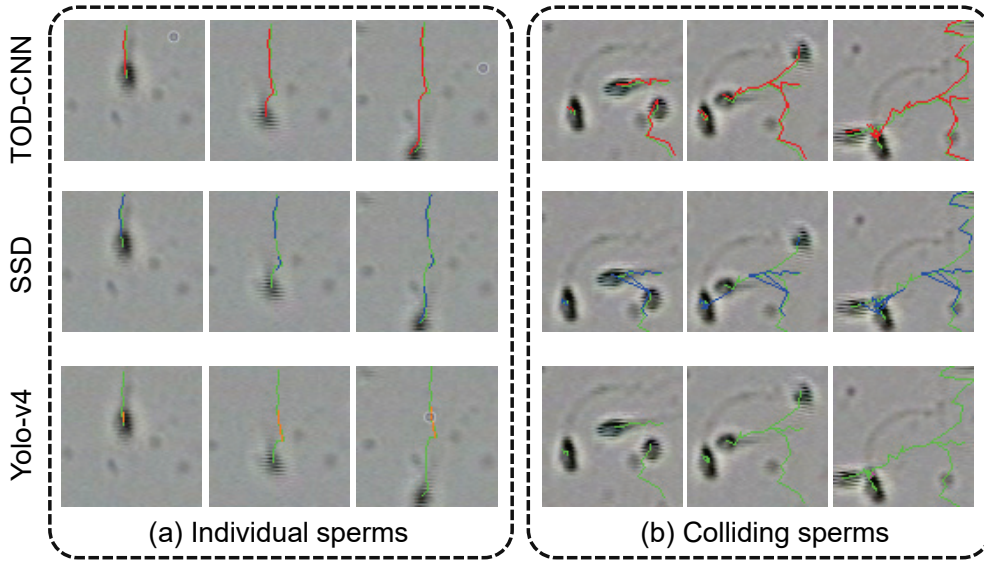 TOD-CNN
SSD
Yolo-v4
(a) Individual sperms
(b) Colliding sperms